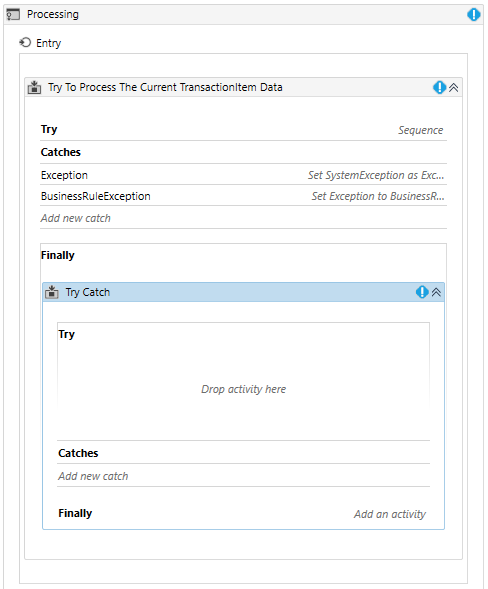 Processing
Entry
Try To Process The Current TransactionItem Data
Try Sequence
Catches
Exception Set SystemException as Exc...
BusinessRuleException Set Exception to BusinessR...
Add new catch
Finally
Try Catch
Try
Drop activity here
Catches
Add new catch
Finally Add an activity